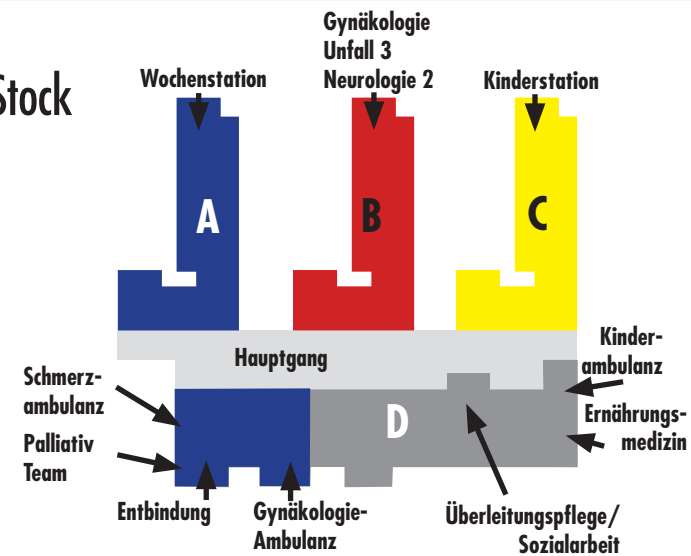 Stock
Wochenstation
Gynäkologie
Unfall 3
Neurologie 2
Kinderstation
A
B
C
Hauptgang
D
Schmerz-
ambulanz
Palliativ
Team
Entbindung
Gynäkologie-
Ambulanz
Kinder-
ambulanz
Ernährungs-
medizin
Überleitungspflege/
Sozialarbeit